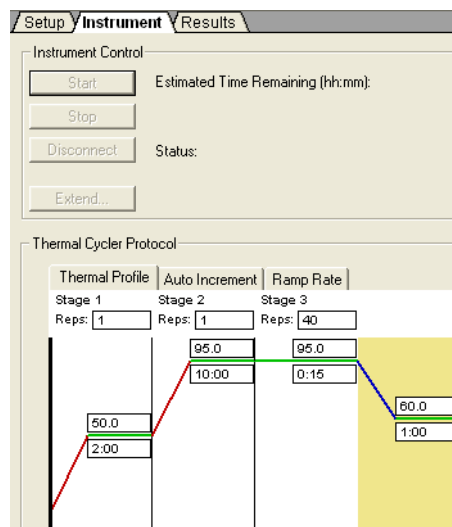 Setup Instrument Results
Instrument Control
Start Estimated Time Remaining (hh:mm):
Stop
Disconnect Status:
Extend...
Thermal Cycler Protocol
Thermal Profile Auto Increment Ramp Rate
Stage 1 Stage 2 Stage 3
Reps: 1 Reps: 1 Reps: 40
95.0 95.0
10:00 0:15
60.0
50.0 1:00
2:00